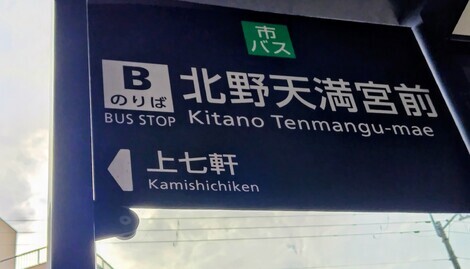 市
バス
B
のりば
BUS STOP
北野天満宮前
Kitano Tenmangu-mae
上七軒
Kamishichiken